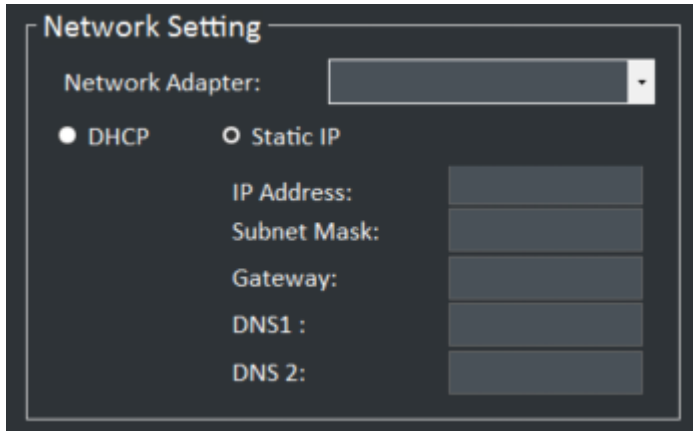 Network Setting
Network Adapter:
DHCP Static IP
IP Address:
Subnet Mask:
Gateway:
DNS1 :
DNS 2: